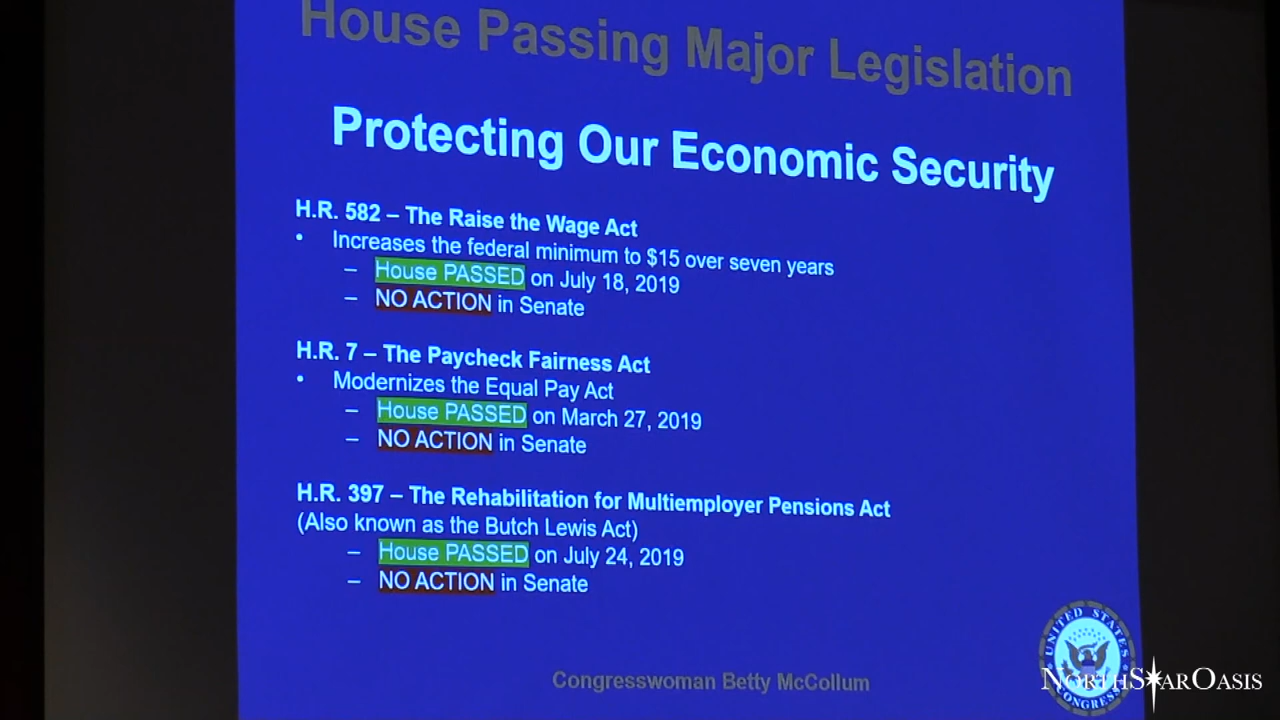 House Passing Major Legislation
Protecting Our Economic Security
H.R. 582 – The Raise the Wage Act
• Increases the federal minimum to $15 over seven years
– House PASSED on July 18, 2019
– NO ACTION in Senate
H.R. 7 – The Paycheck Fairness Act
• Modernizes the Equal Pay Act
– House PASSED on March 27, 2019
– NO ACTION in Senate
H.R. 397 – The Rehabilitation for Multiemployer Pensions Act
(Also known as the Butch Lewis Act)
– House PASSED on July 24, 2019
– NO ACTION in Senate
Congresswoman Betty McCollum
UNITED STATES
CONGRESS
NORTHSTAROASIS